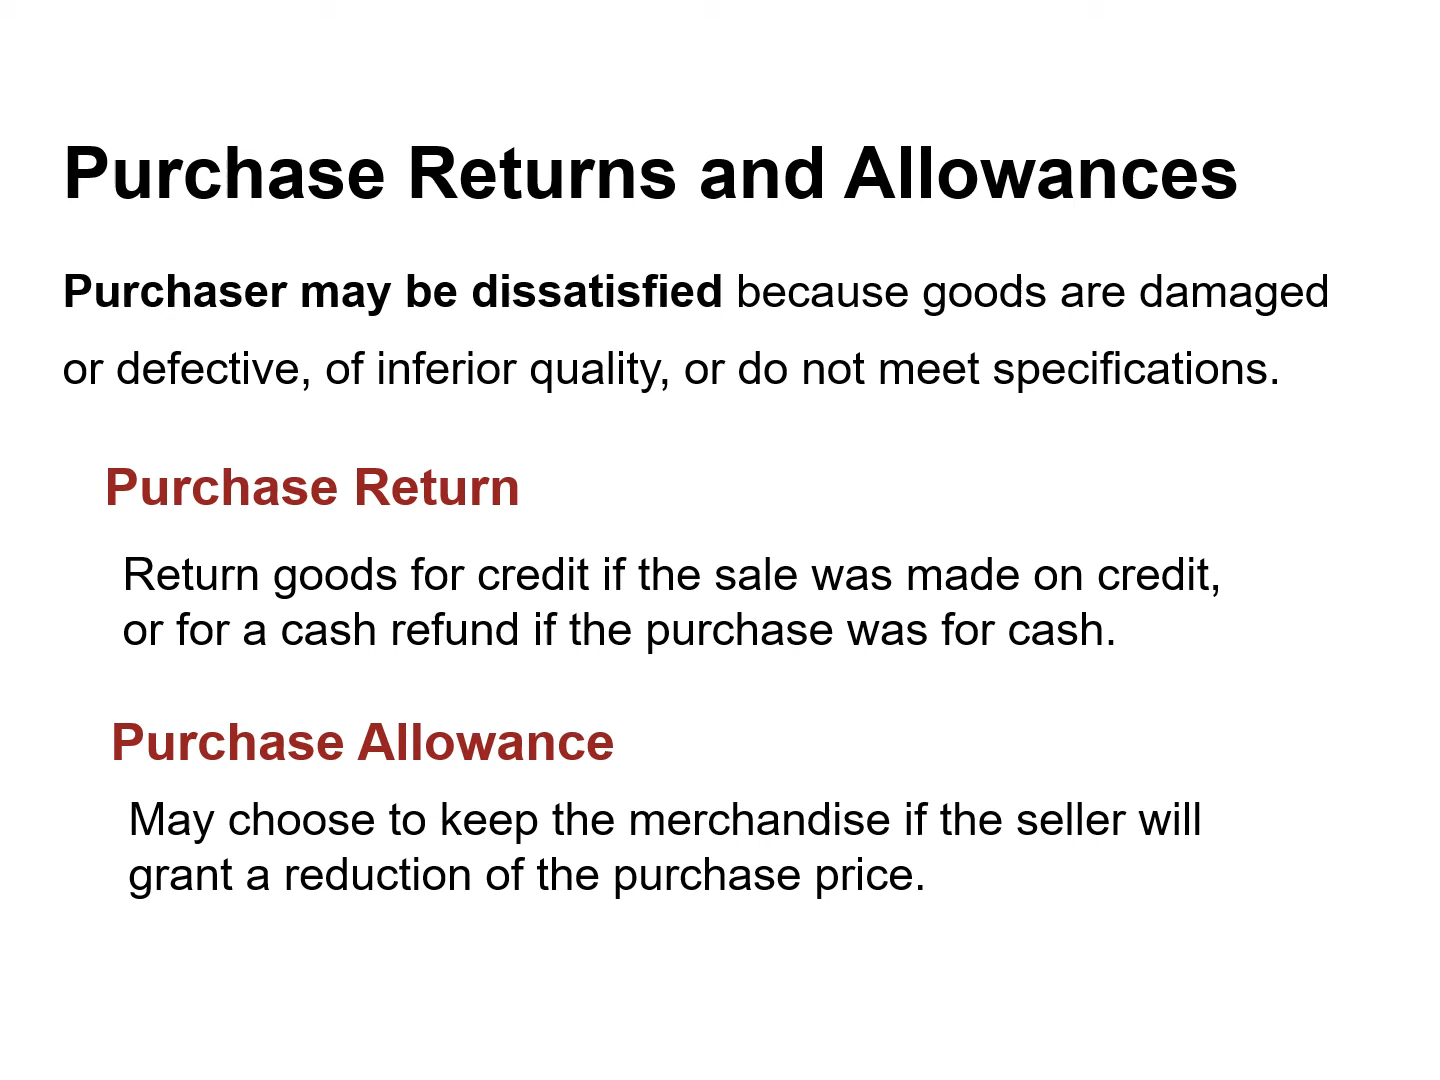 Purchase Returns and Allowances
Purchaser may be dissatisfied because goods are damaged
or defective, of inferior quality, or do not meet specifications.
Purchase Return
Return goods for credit if the sale was made on credit,
or for a cash refund if the purchase was for cash.
Purchase Allowance
May choose to keep the merchandise if the seller will
grant a reduction of the purchase price.